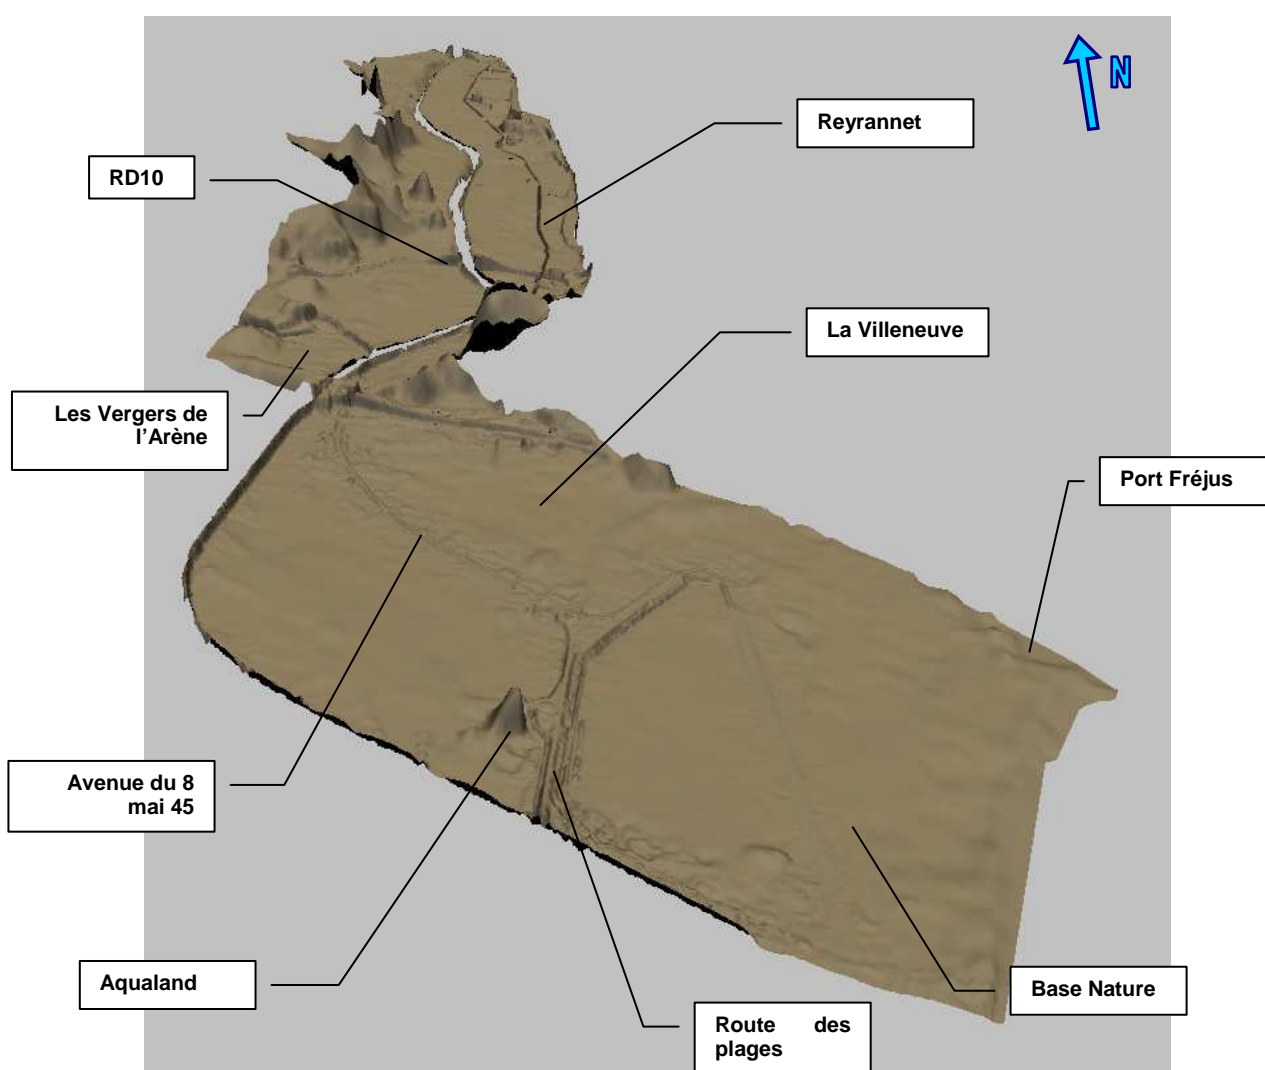 N
Reyrannet
RD10
La Villeneuve
Les Vergers de
l'Arène
Port Fréjus
Avenue du 8
mai 45
Aqualand
Base Nature
Route des
plages